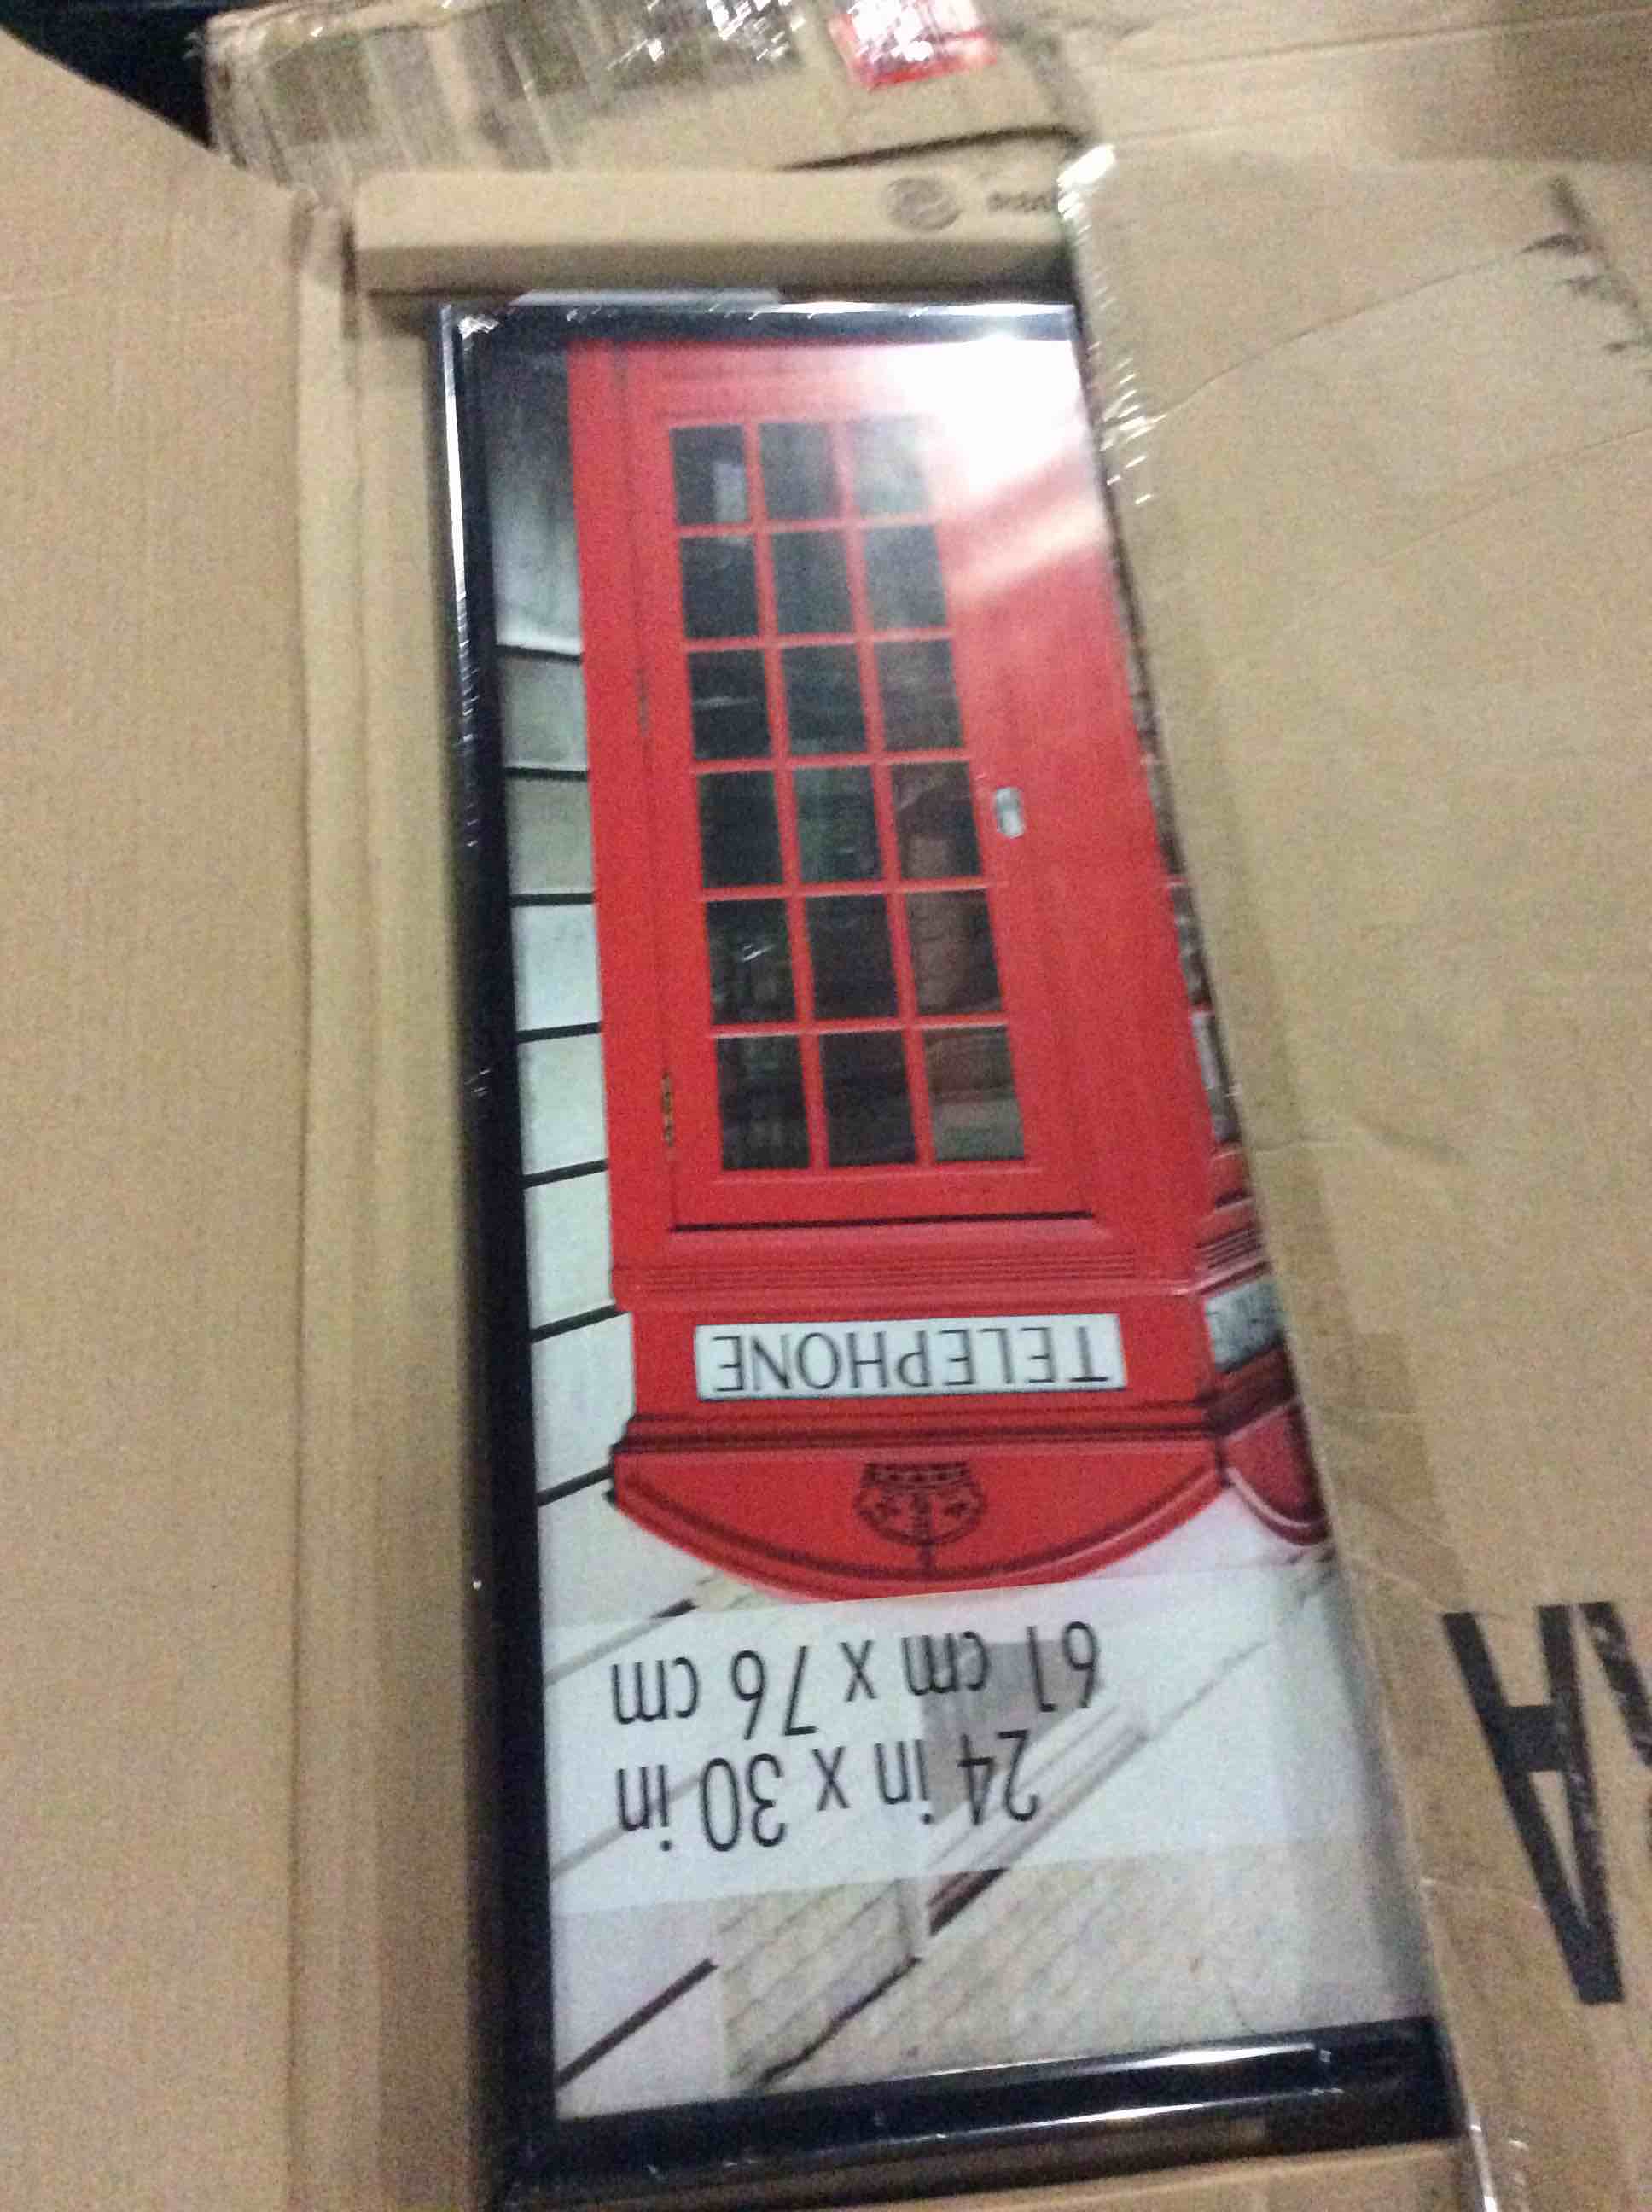 24 in x 30 in
61 cm x 76 cm
TELEPHONE